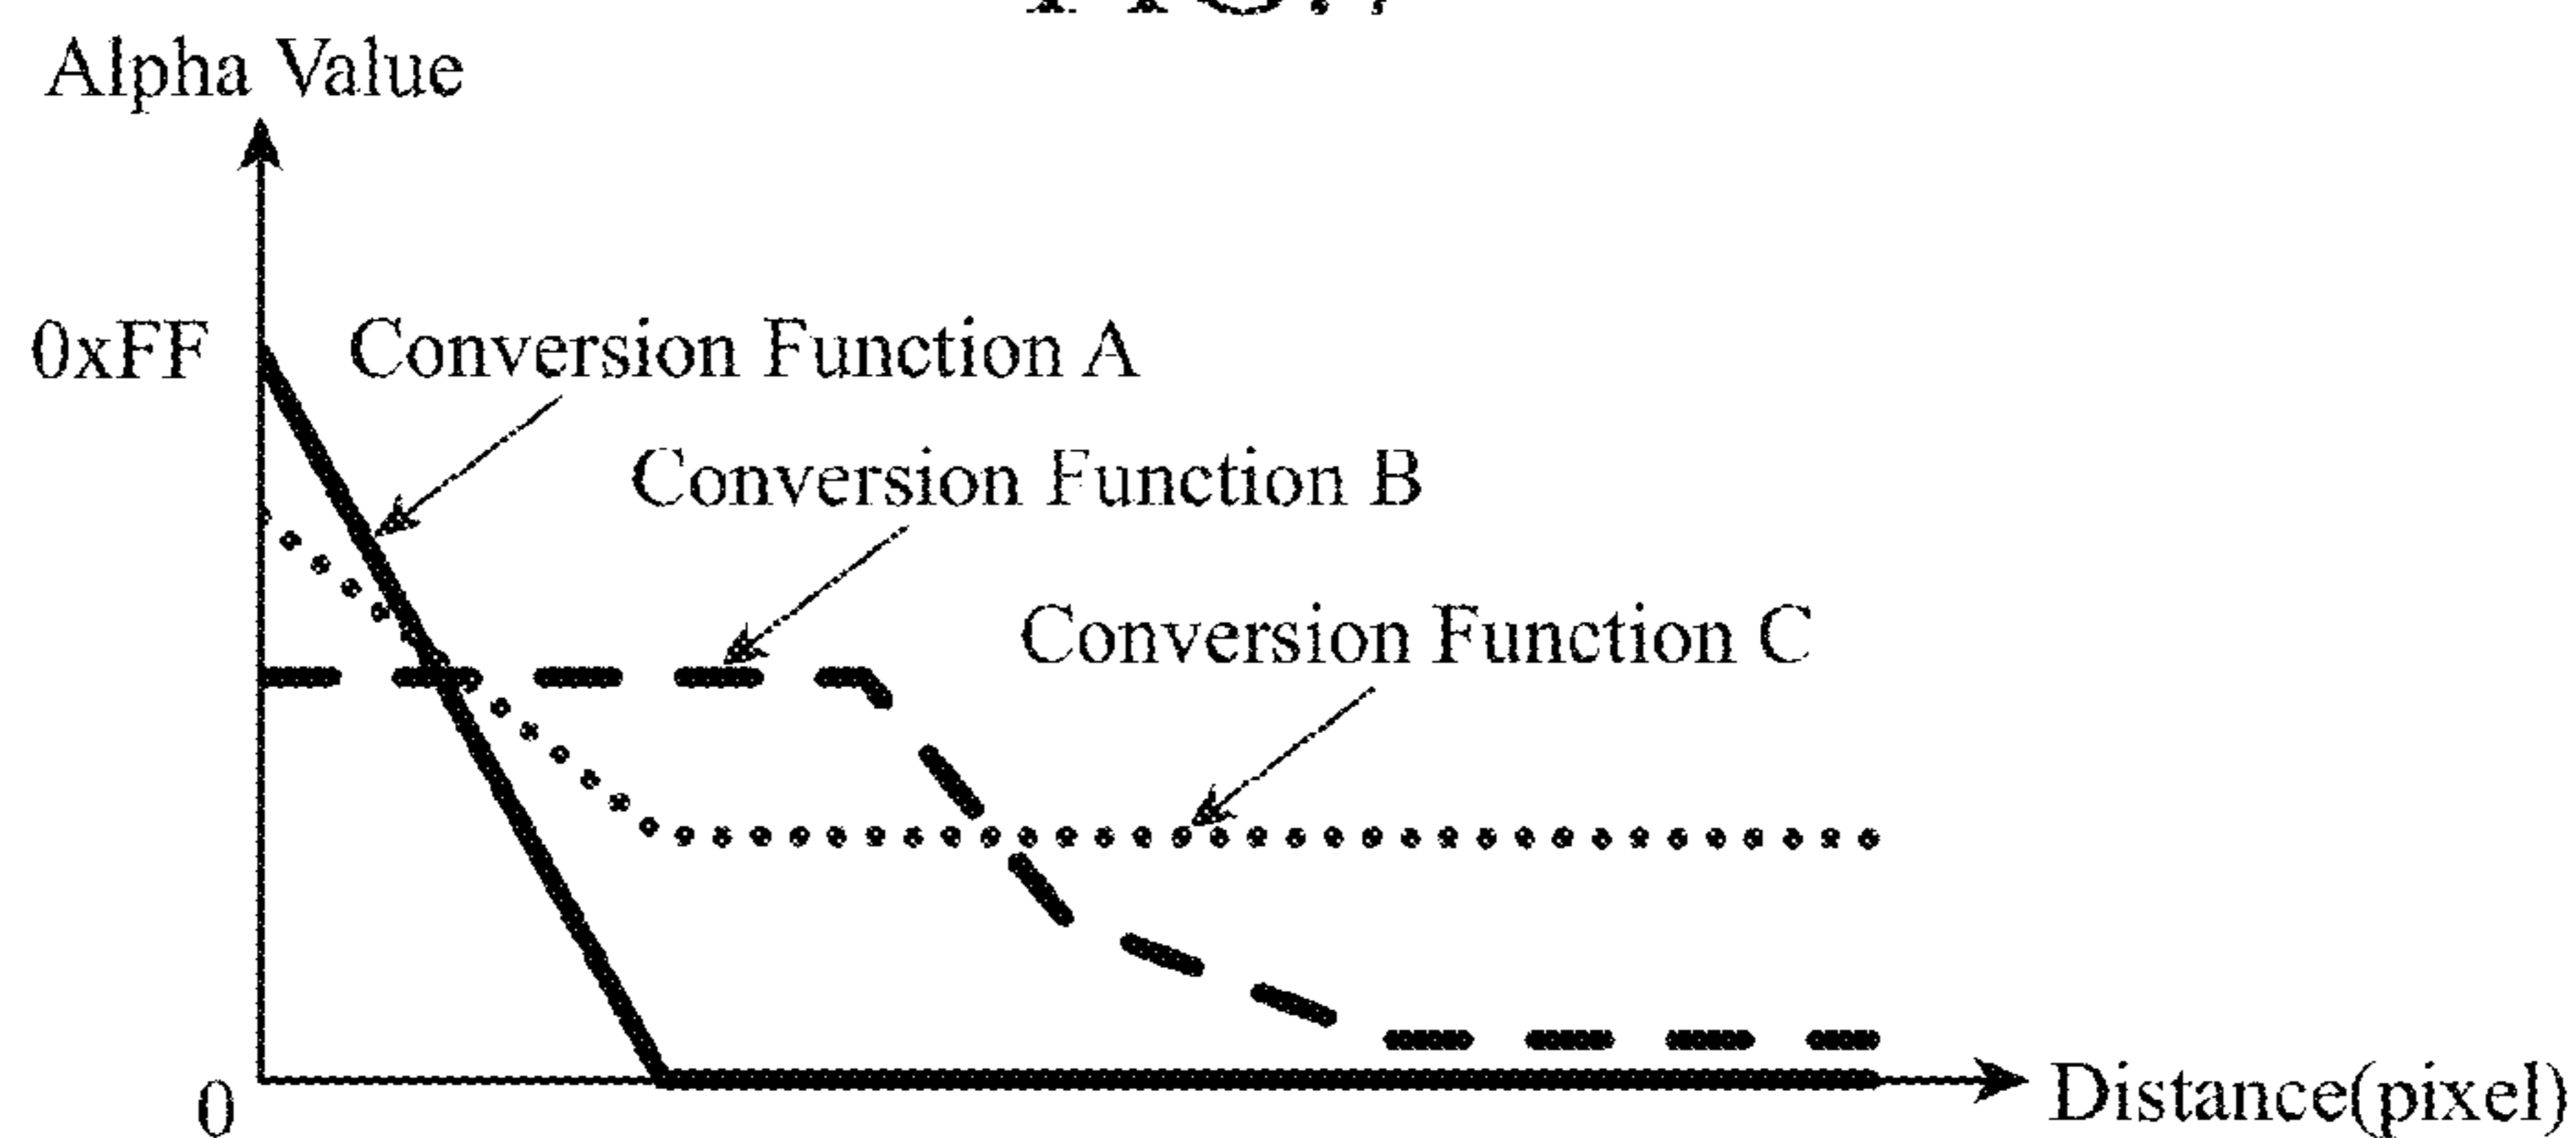 Alpha Value
0xFF
Conversion Function A
Conversion Function B
Conversion Function C
0
Distance(pixel)